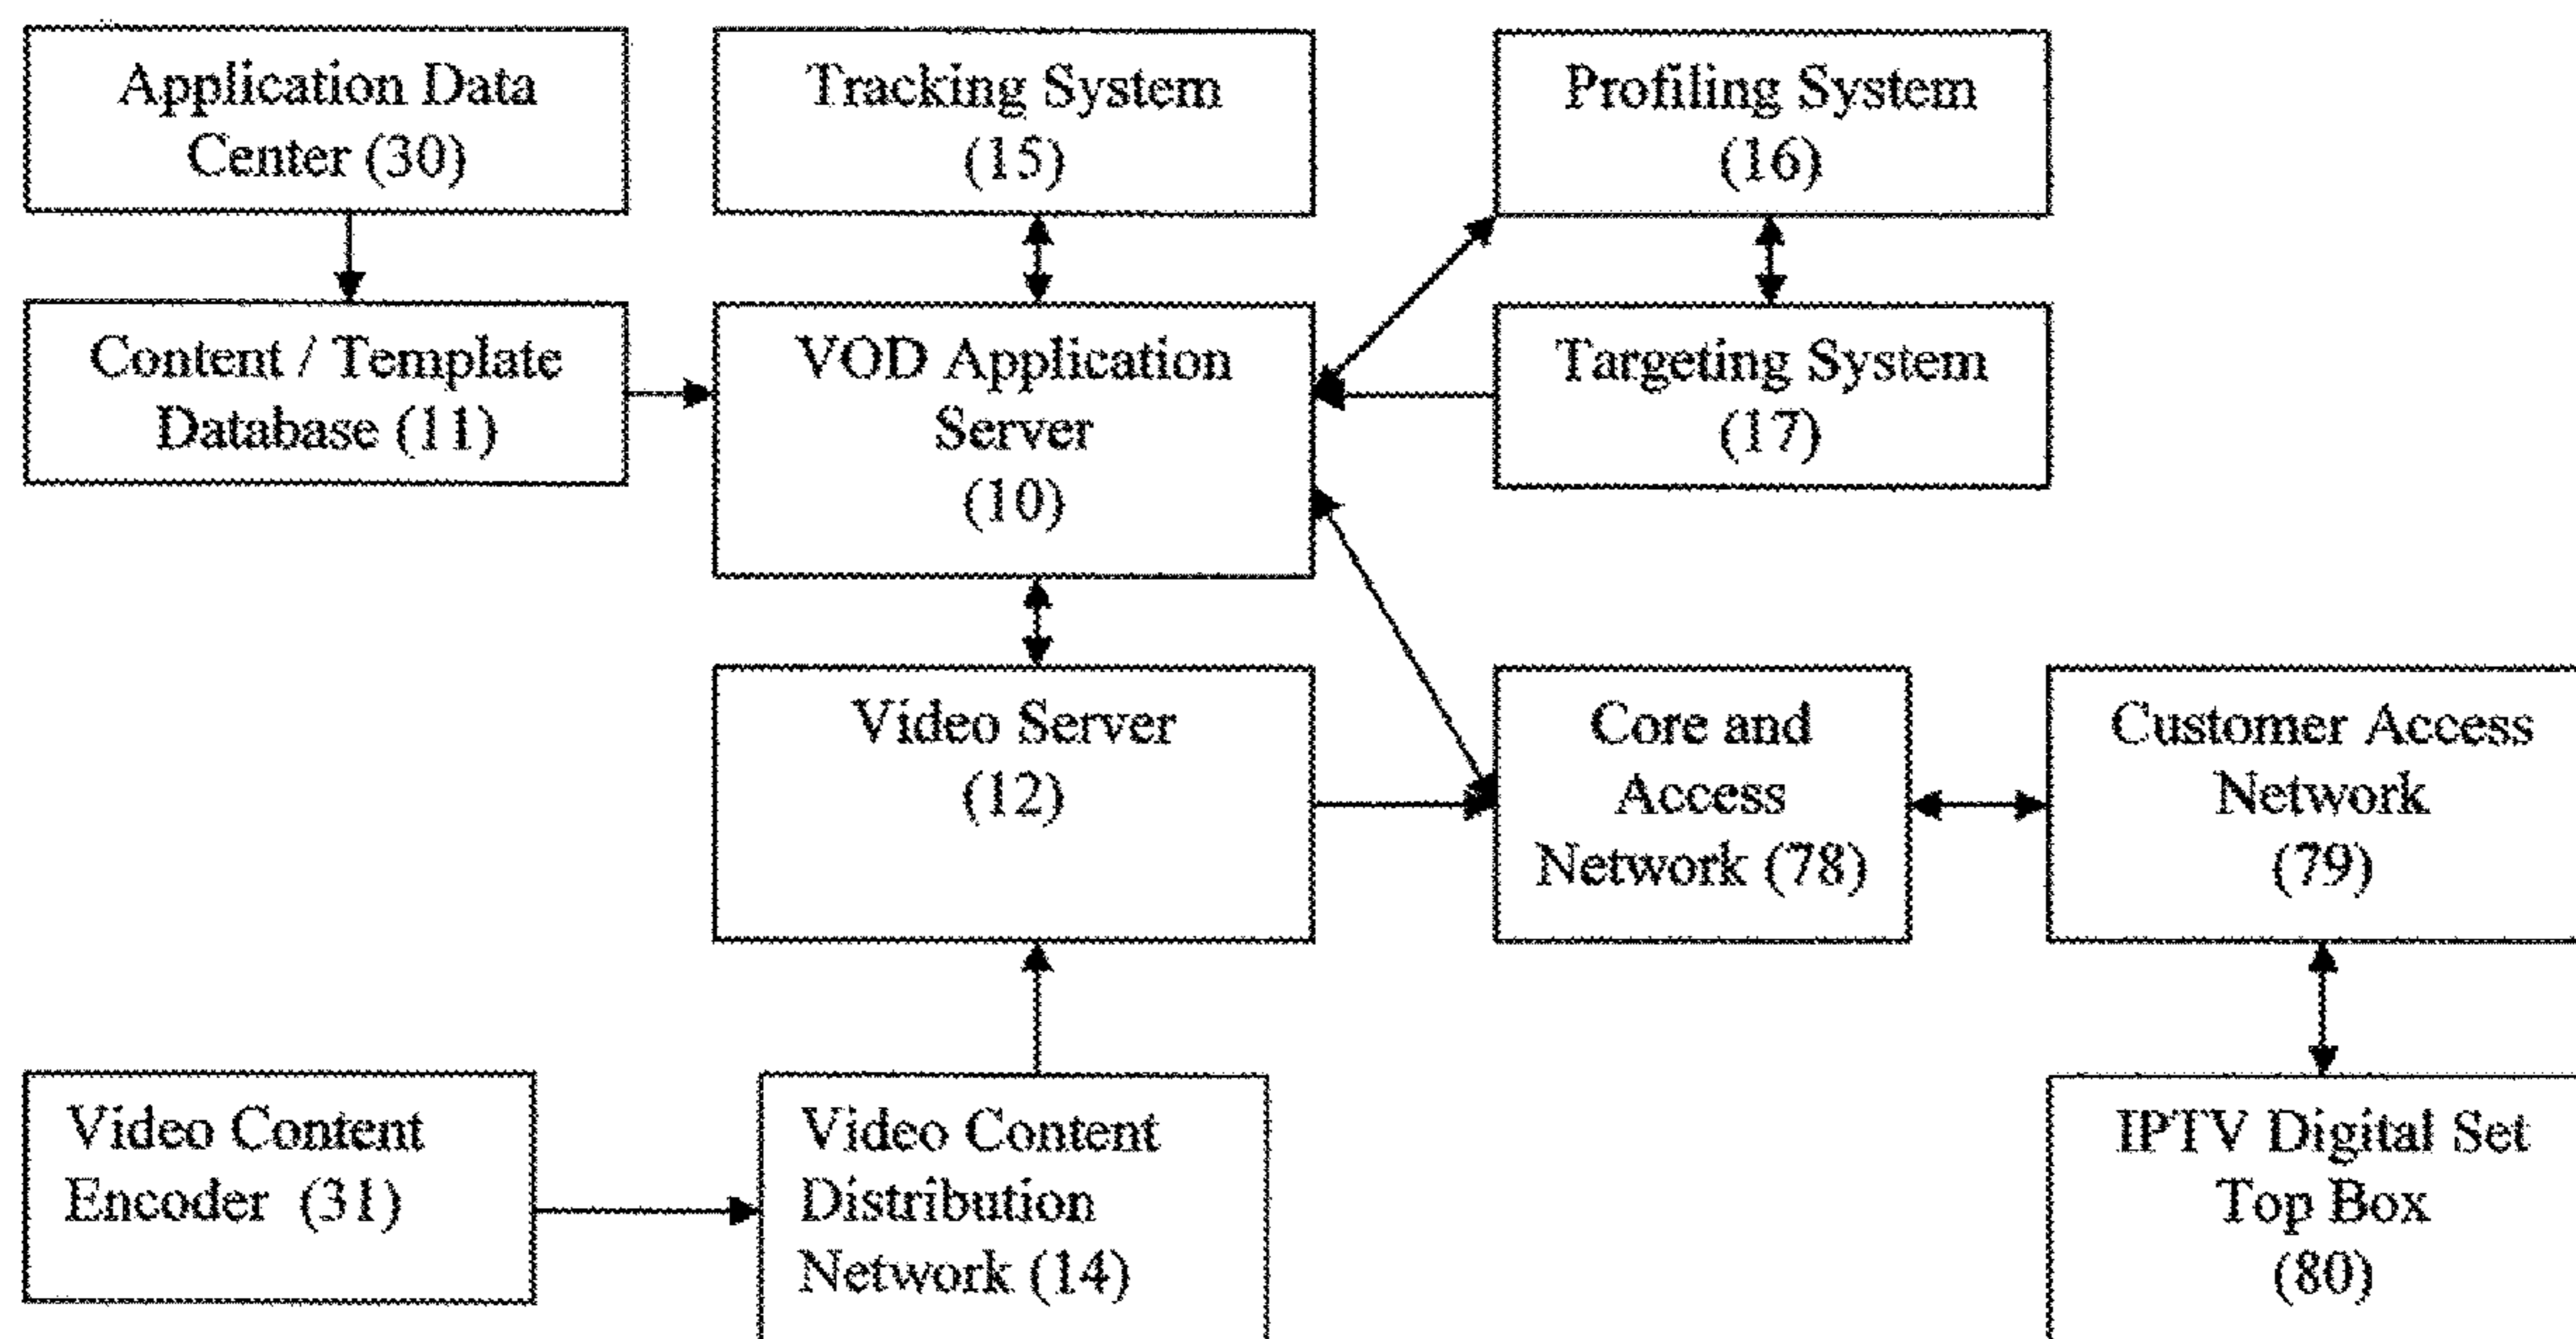 Application Data
Center (30)
Tracking System
(15)
Profiling System
(16)
Content / Template
Database (11)
VOD Application
Server
(10)
Targeting System
(17)
Video Server
(12)
Core and
Access
Network (78)
Customer Access
Network
(79)
Video Content
Encoder (31)
Video Content
Distribution
Network (14)
IPTV Digital Set
Top Box
(80)